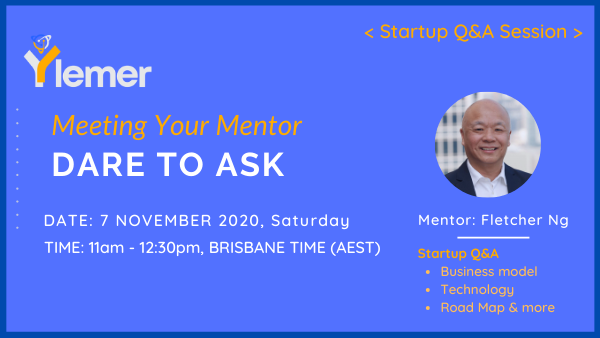 < Startup Q&A Session >
Ylemer
Meeting Your Mentor
DARE TO ASK
DATE: 7 NOVEMBER 2020, Saturday
TIME: 11am - 12:30pm, BRISBANE TIME (AEST)
Mentor: Fletcher Ng
Startup Q&A
• Business model
• Technology
• Road Map & more